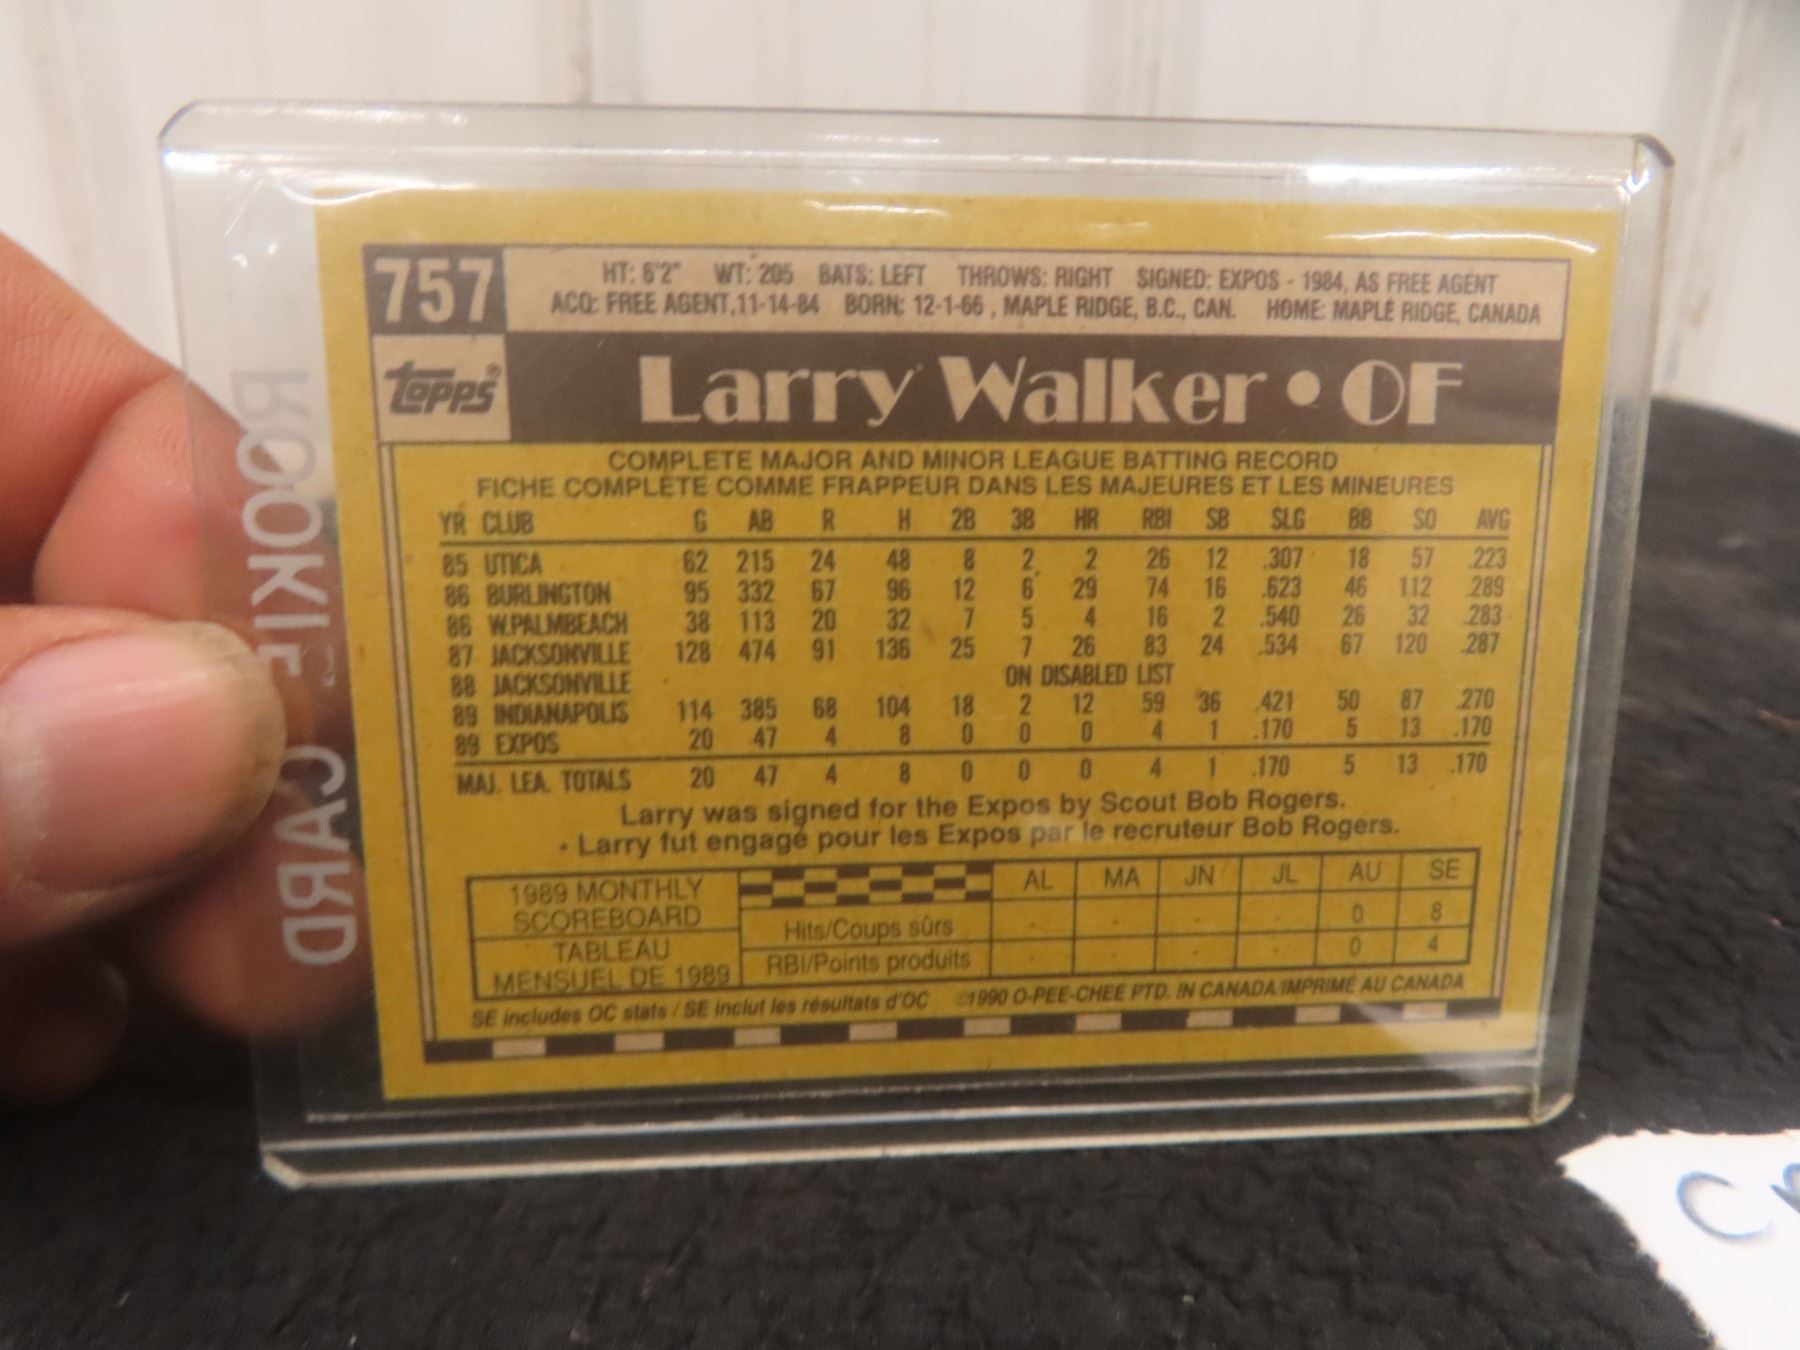 757
HT: 6'2" WT: 205 BATS: LEFT THROWS: RIGHT SIGNED: EXPOS - 1984, AS FREE AGENT
ACQ: FREE AGENT, 11-14-84 BORN: 12-1-66, MAPLE RIDGE, B.C., CAN. HOME: MAPLE RIDGE, CANADA
TOPPS®
Larry Walker • OF
COMPLETE MAJOR AND MINOR LEAGUE BATTING RECORD
FICHE COMPLÈTE COMME FRAPPEUR DANS LES MAJEURES ET LES MINEURES
YR CLUB G AB R H 2B 3B HR RBI SB SLG BB SO AVG
85 UTICA 62 215 24 48 8 2 2 26 12 .307 18 57 .223
86 BURLINGTON 95 332 67 96 12 6 29 74 16 .623 46 112 .289
86 W.PALMBEACH 38 113 20 32 7 5 4 16 2 .540 26 32 .283
87 JACKSONVILLE 128 474 91 136 25 7 26 83 24 .534 67 120 .287
88 JACKSONVILLE ON DISABLED LIST
89 INDIANAPOLIS 114 385 68 104 18 2 12 59 36 .421 50 87 .270
89 EXPOS 20 47 4 8 0 0 0 4 1 .170 5 13 .170
MAJ. LEA. TOTALS 20 47 4 8 0 0 0 4 1 .170 5 13 .170
Larry was signed for the Expos by Scout Bob Rogers.
• Larry fut engagé pour les Expos par le recruteur Bob Rogers.
1989 MONTHLY SCOREBOARD
TABLEAU MENSUEL DE 1989
AL MA JN JL AU SE
Hits/Coups sûrs - - - - 0 8
RBI/Points produits - - - - 0 4
SE includes OC stats / SE inclut les résultats d'OC ©1990 O-PEE-CHEE PTD. IN CANADA/IMPRIMÉ AU CANADA
ROOKIE CARD